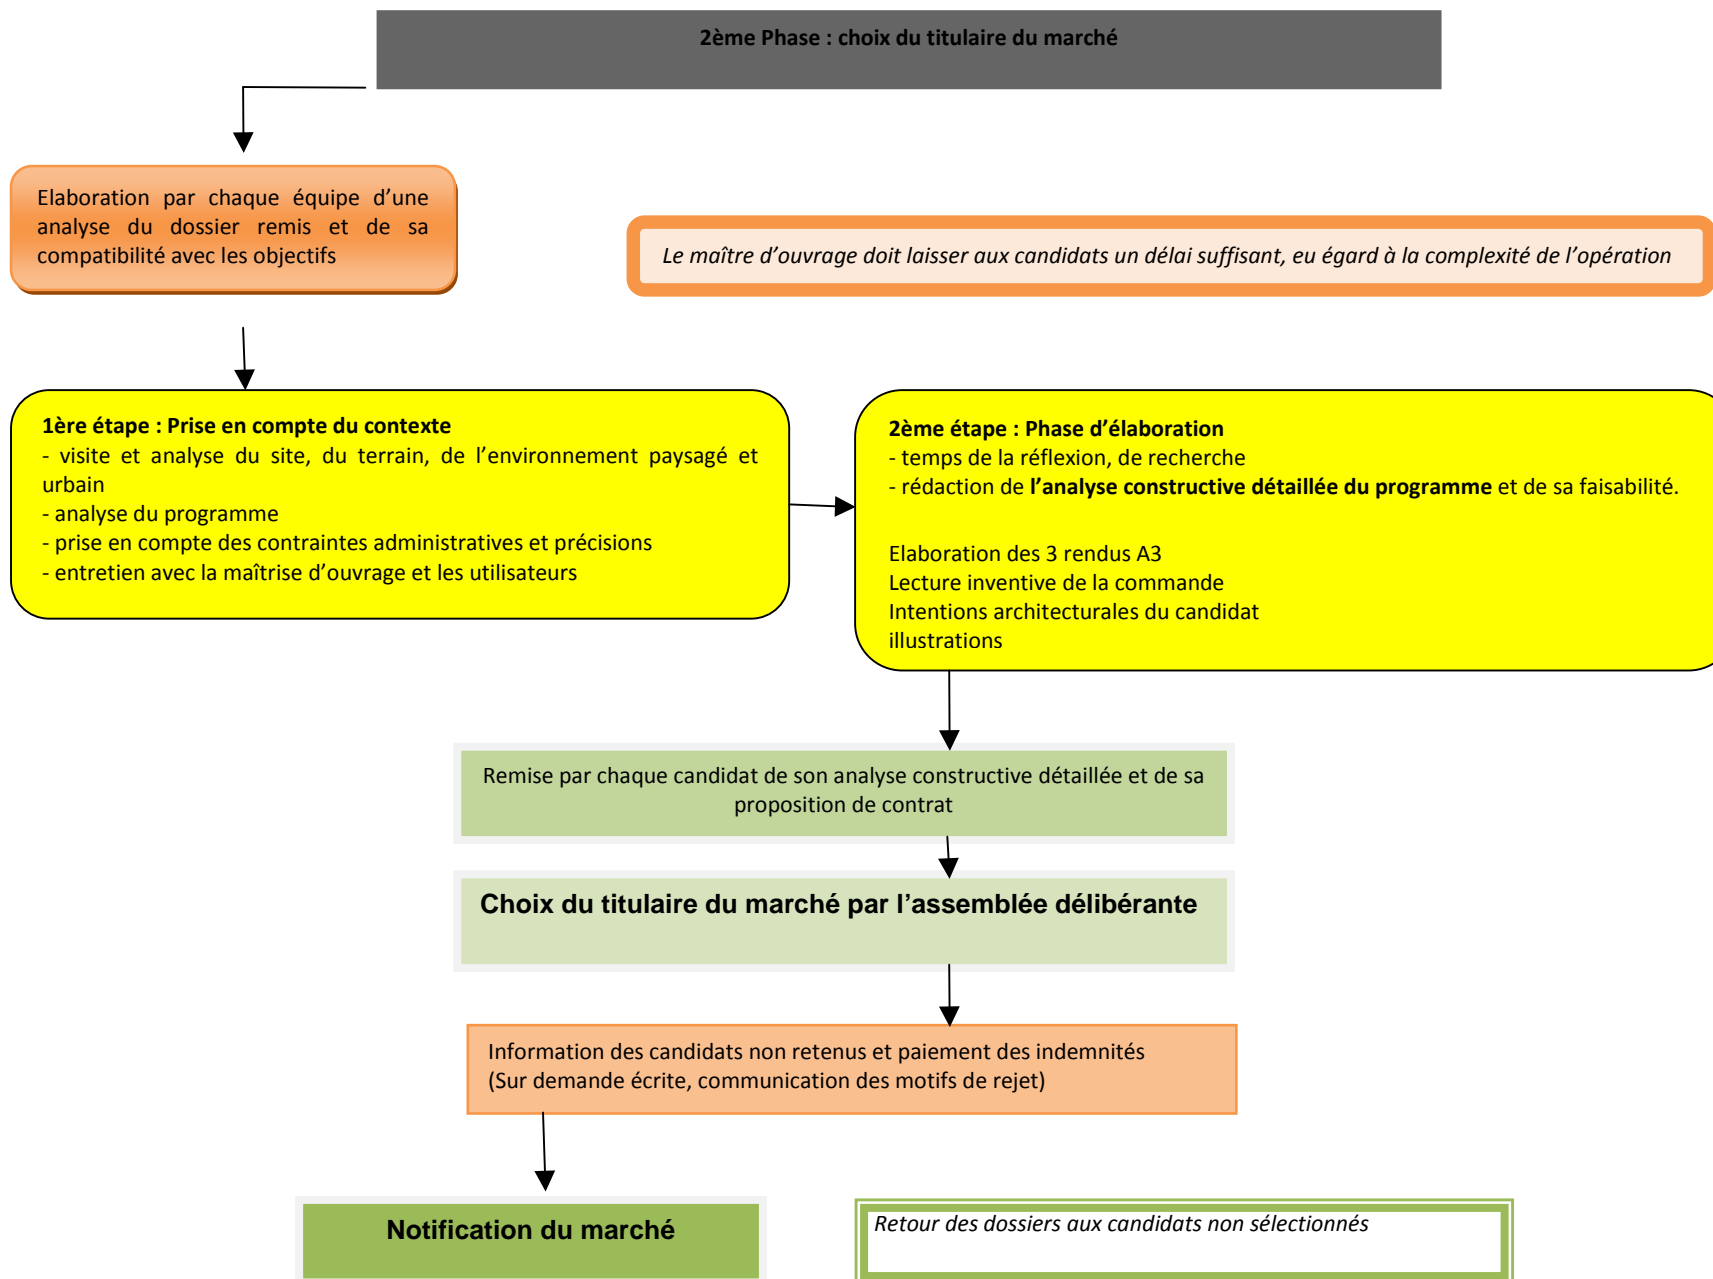 2ème Phase : choix du titulaire du marché
Elaboration par chaque équipe d’une
analyse du dossier remis et de sa
compatibilité avec les objectifs
Le maître d’ouvrage doit laisser aux candidats un délai suffisant, eu égard à la complexité de l’opération
1ère étape : Prise en compte du contexte
- visite et analyse du site, du terrain, de l’environnement paysagé et
urbain
- analyse du programme
- prise en compte des contraintes administratives et précisions
- entretien avec la maîtrise d’ouvrage et les utilisateurs
2ème étape : Phase d’élaboration
- temps de la réflexion, de recherche
- rédaction de l’analyse constructive détaillée du programme et de sa faisabilité.
Elaboration des 3 rendus A3
Lecture inventive de la commande
Intentions architecturales du candidat
illustrations
Remise par chaque candidat de son analyse constructive détaillée et de sa
proposition de contrat
Choix du titulaire du marché par l’assemblée délibérante
Information des candidats non retenus et paiement des indemnités
(Sur demande écrite, communication des motifs de rejet)
Notification du marché
Retour des dossiers aux candidats non sélectionnés